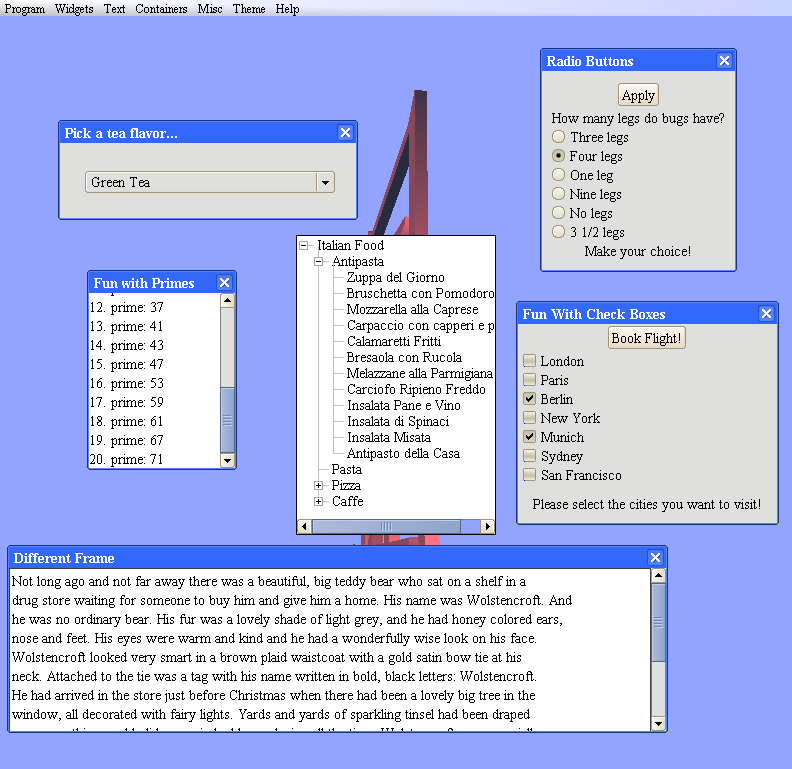 Program Widgets Text Containers Misc Theme Help
Radio Buttons
Apply
How many legs do bugs have?
Three legs
Four legs
One leg
Nine legs
No legs
3 1/2 legs
Make your choice!
Pick a tea flavor...
Green Tea
Italian Food
Antipasta
Zuppa del Giorno
Bruschetta con Pomodoro
Mozzarella alla Caprese
Carpaccio con capperi e p
Calamaretti Fritti
Bresaola con Rucola
Melazzane alla Parmigiana
Carciofo Ripieno Freddo
Insalata Pane e Vino
Insalata di Spinaci
Insalata Misata
Antipasto della Casa
Pasta
Pizza
Caffe
Fun with Primes
12. prime: 37
13. prime: 41
14. prime: 43
15. prime: 47
16. prime: 53
17. prime: 59
18. prime: 61
19. prime: 67
20. prime: 71
Fun With Check Boxes
Book Flight!
London
Paris
Berlin
New York
Munich
Sydney
San Francisco
Please select the cities you want to visit!
Different Frame
Not long ago and not far away there was a beautiful, big teddy bear who sat on a shelf in a
drug store waiting for someone to buy him and give him a home. His name was Wolstencroft. And
he was no ordinary bear. His fur was a lovely shade of light grey, and he had honey colored ears,
nose and feet. His eyes were warm and kind and he had a wonderfully wise look on his face.
Wolstencroft looked very smart in a brown plaid waistcoat with a gold satin bow tie at his
neck. Attached to the tie was a tag with his name written in bold, black letters: Wolstencroft.
He had arrived in the store just before Christmas when there had been a lovely big tree in the
window, all decorated with fairy lights. Yards and yards of sparkling tinsel had been draped